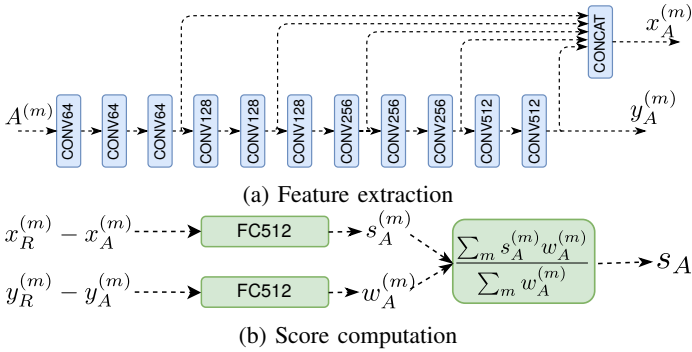 x_A^{(m)}
CONCAT
A^{(m)}
CONV64
CONV64
CONV64
CONV128
CONV128
CONV128
CONV256
CONV256
CONV256
CONV512
CONV512
y_A^{(m)}
(a) Feature extraction
x_R^{(m)} − x_A^{(m)}
FC512
s_A^{(m)}
y_R^{(m)} − y_A^{(m)}
FC512
w_A^{(m)}
∑_m s_A^{(m)} w_A^{(m)}
∑_m w_A^{(m)}
s_A
(b) Score computation